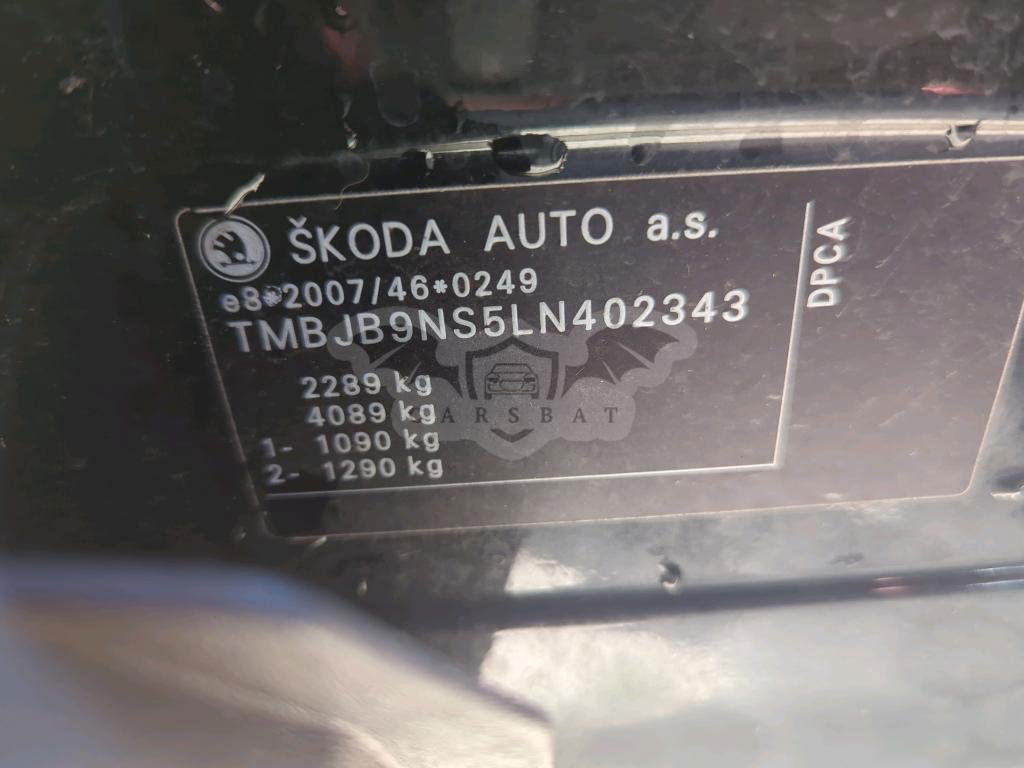 ŠKODA AUTO a.s.
e8*2007/46*0249
TMBJB9NS5LN402343
2289 kg
4089 kg
1- 1090 kg
2- 1290 kg
DPCA
CARSBAT